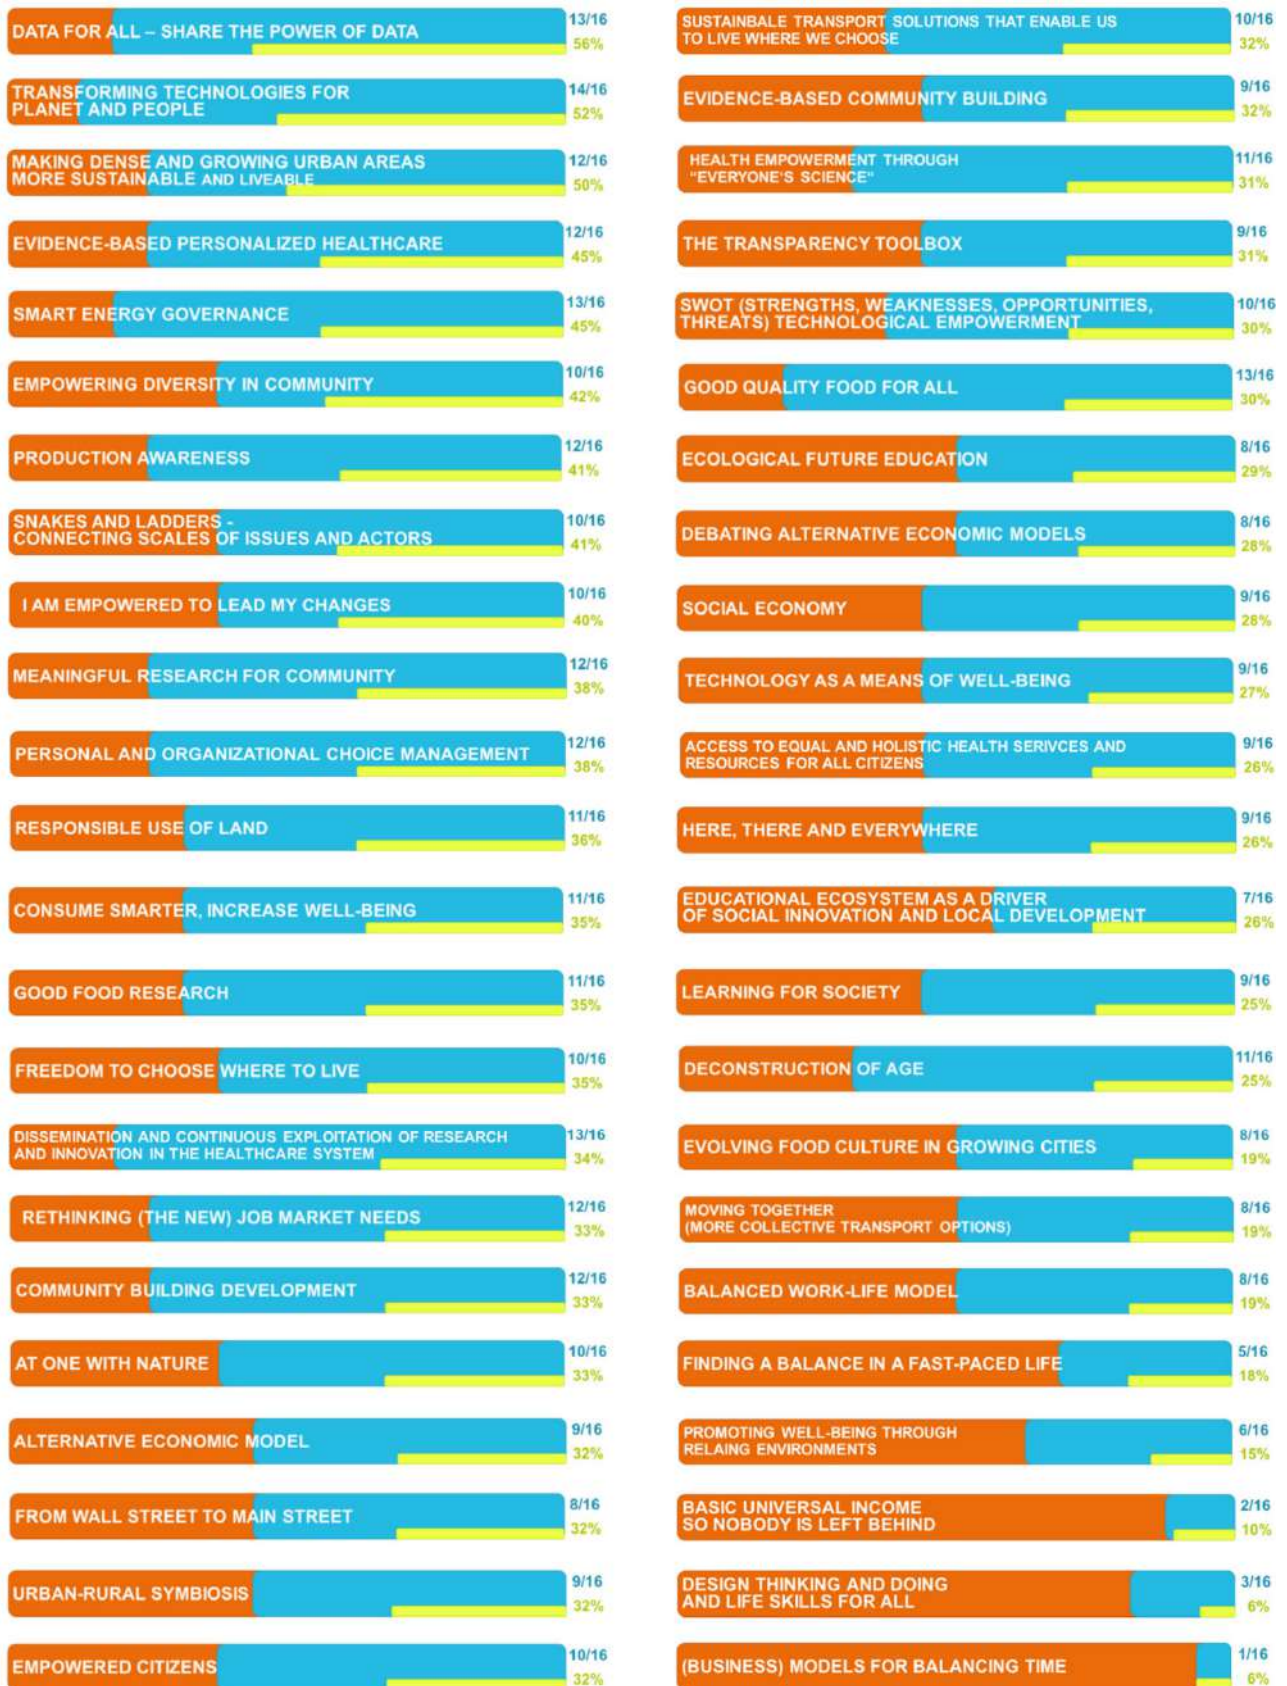 DATA FOR ALL – SHARE THE POWER OF DATA
13/16
56%
TRANSFORMING TECHNOLOGIES FOR
PLANET AND PEOPLE
14/16
52%
MAKING DENSE AND GROWING URBAN AREAS
MORE SUSTAINABLE AND LIVEABLE
12/16
50%
EVIDENCE-BASED PERSONALIZED HEALTHCARE
12/16
45%
SMART ENERGY GOVERNANCE
13/16
45%
EMPOWERING DIVERSITY IN COMMUNITY
10/16
42%
PRODUCTION AWARENESS
12/16
41%
SNAKES AND LADDERS -
CONNECTING SCALES OF ISSUES AND ACTORS
10/16
41%
I AM EMPOWERED TO LEAD MY CHANGES
10/16
40%
MEANINGFUL RESEARCH FOR COMMUNITY
12/16
38%
PERSONAL AND ORGANIZATIONAL CHOICE MANAGEMENT
12/16
38%
RESPONSIBLE USE OF LAND
11/16
36%
CONSUME SMARTER, INCREASE WELL-BEING
11/16
35%
GOOD FOOD RESEARCH
11/16
35%
FREEDOM TO CHOOSE WHERE TO LIVE
10/16
35%
DISSEMINATION AND CONTINUOUS EXPLOITATION OF RESEARCH
AND INNOVATION IN THE HEALTHCARE SYSTEM
13/16
34%
RETHINKING (THE NEW) JOB MARKET NEEDS
12/16
33%
COMMUNITY BUILDING DEVELOPMENT
12/16
33%
AT ONE WITH NATURE
10/16
33%
ALTERNATIVE ECONOMIC MODEL
9/16
32%
FROM WALL STREET TO MAIN STREET
8/16
32%
URBAN-RURAL SYMBIOSIS
9/16
32%
EMPOWERED CITIZENS
10/16
32%
SUSTAINBALE TRANSPORT SOLUTIONS THAT ENABLE US
TO LIVE WHERE WE CHOOSE
10/16
32%
EVIDENCE-BASED COMMUNITY BUILDING
9/16
32%
HEALTH EMPOWERMENT THROUGH
"EVERYONE'S SCIENCE"
11/16
31%
THE TRANSPARENCY TOOLBOX
9/16
31%
SWOT (STRENGTHS, WEAKNESSES, OPPORTUNITIES,
THREATS) TECHNOLOGICAL EMPOWERMENT
10/16
30%
GOOD QUALITY FOOD FOR ALL
13/16
30%
ECOLOGICAL FUTURE EDUCATION
8/16
29%
DEBATING ALTERNATIVE ECONOMIC MODELS
8/16
28%
SOCIAL ECONOMY
9/16
28%
TECHNOLOGY AS A MEANS OF WELL-BEING
9/16
27%
ACCESS TO EQUAL AND HOLISTIC HEALTH SERIVCES AND
RESOURCES FOR ALL CITIZENS
9/16
26%
HERE, THERE AND EVERYWHERE
9/16
26%
EDUCATIONAL ECOSYSTEM AS A DRIVER
OF SOCIAL INNOVATION AND LOCAL DEVELOPMENT
7/16
26%
LEARNING FOR SOCIETY
9/16
25%
DECONSTRUCTION OF AGE
11/16
25%
EVOLVING FOOD CULTURE IN GROWING CITIES
8/16
19%
MOVING TOGETHER
(MORE COLLECTIVE TRANSPORT OPTIONS)
8/16
19%
BALANCED WORK-LIFE MODEL
8/16
19%
FINDING A BALANCE IN A FAST-PACED LIFE
5/16
18%
PROMOTING WELL-BEING THROUGH
RELAING ENVIRONMENTS
6/16
15%
BASIC UNIVERSAL INCOME
SO NOBODY IS LEFT BEHIND
2/16
10%
DESIGN THINKING AND DOING
AND LIFE SKILLS FOR ALL
3/16
6%
(BUSINESS) MODELS FOR BALANCING TIME
1/16
6%